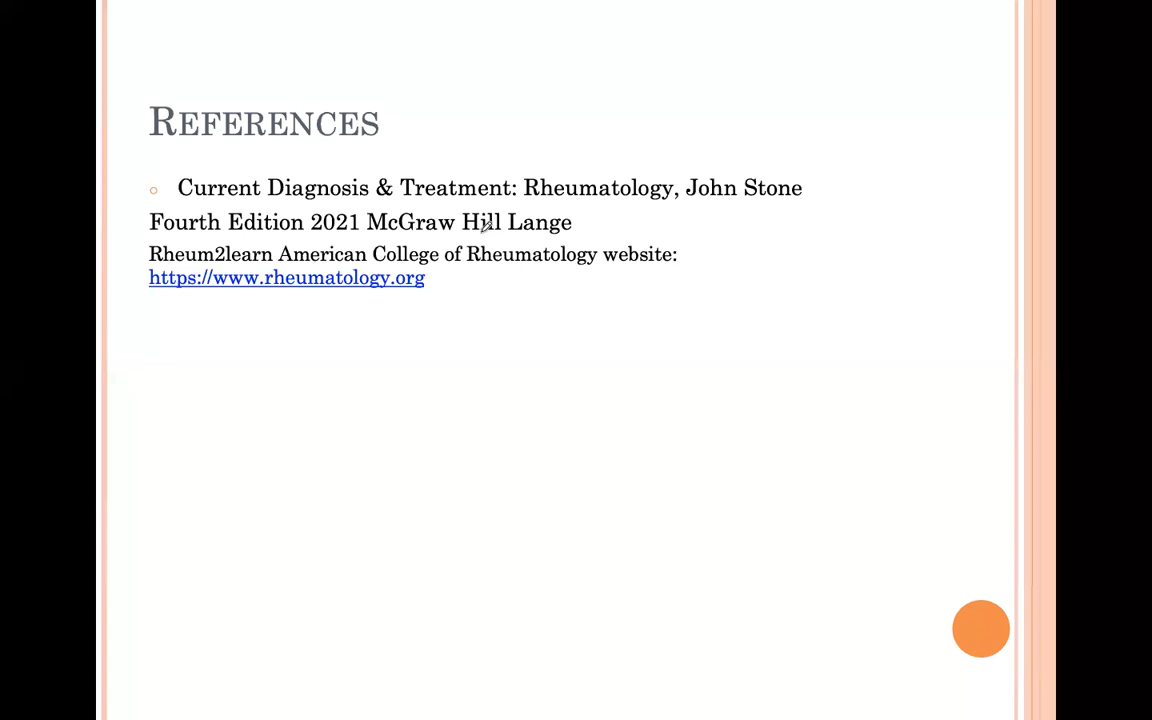 REFERENCES
Current Diagnosis & Treatment: Rheumatology, John Stone
Fourth Edition 2021 McGraw Hill Lange
Rheum2learn American College of Rheumatology website:
https://www.rheumatology.org